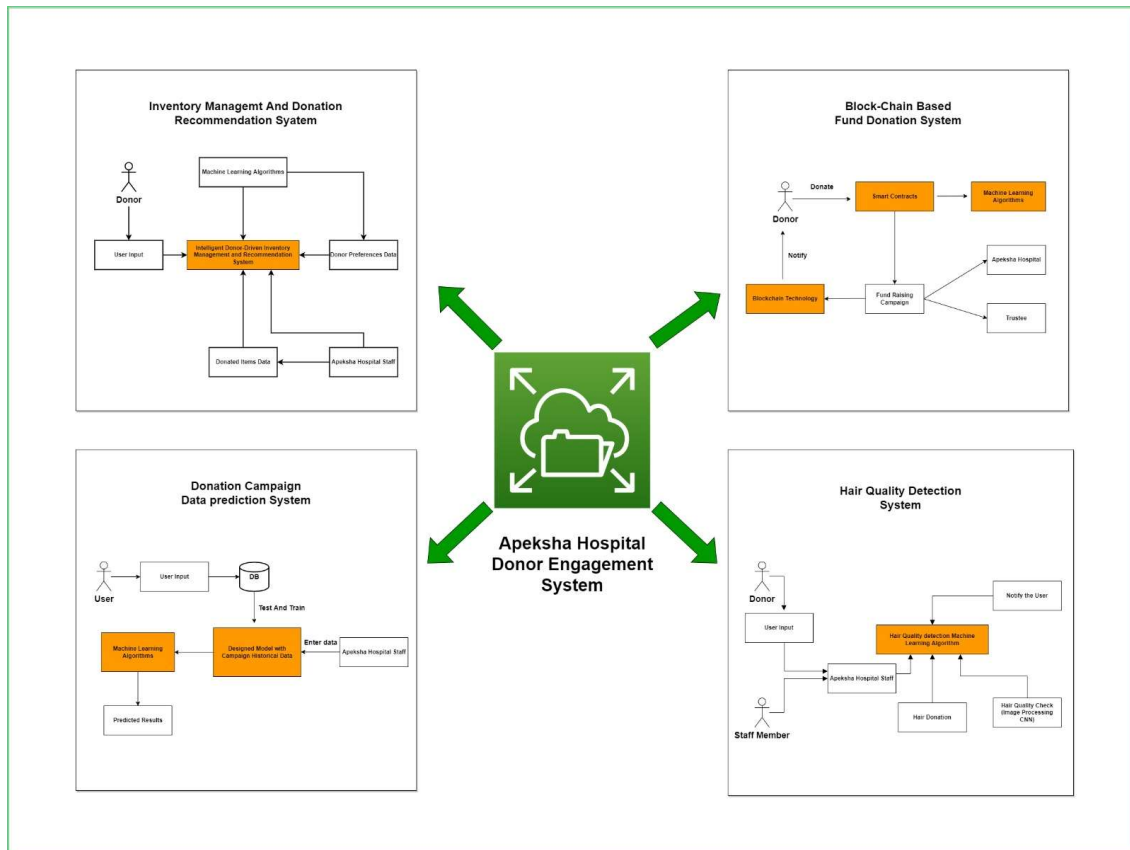 Inventory Managemt And Donation
Recommendation Syatem
Machine Learning Algorithms
Donor
User Input
Intelligent Donor-Driven Inventory
Management and Recommendation
System
Donor Preferences Data
Donated Items Data
Apeksha Hospital Staff
Block-Chain Based
Fund Donation System
Donate
Smart Contracts
Machine Learning
Algorithms
Donor
Notify
Apeksha Hospital
Blockchain Technology
Fund Raising
Campaign
Trustee
Apeksha Hospital
Donor Engagement
System
Donation Campaign
Data prediction System
User Input
DB
User
Test And Train
Machine Learning
Algorithms
Designed Model with
Campaign Historical Data
Enter data
Apeksha Hospital Staff
Predicted Results
Hair Quality Detection
System
Donor
Notify the User
User Input
Hair Quality detection Machine
Learning Algorithm
Apeksha Hospital Staff
Hair Donation
Hair Quality Check
(Image Processing
CNN)
Staff Member